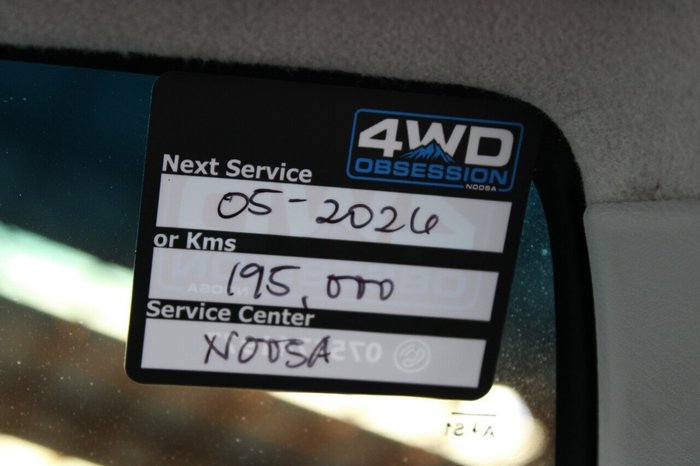 4WD
OBSESSION
NOOSA
Next Service
05-2026
or Kms
195,000
Service Center
NOOSA